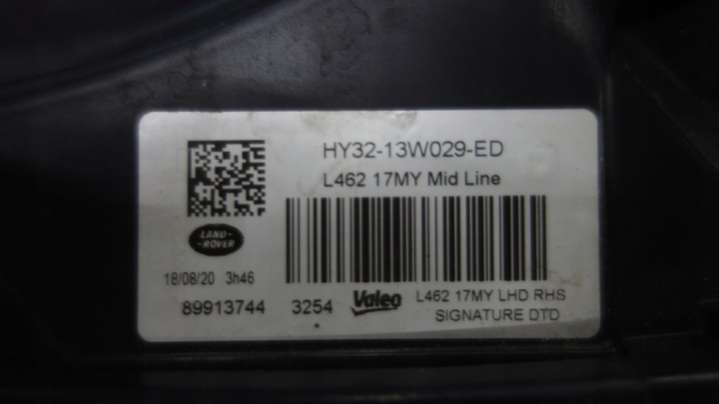 HY32-13W029-ED
L462 17MY Mid Line
LAND-
-ROVER
18/08/20 3h46
89913744 3254 Valeo L462 17MY LHD RHS
SIGNATURE DTD